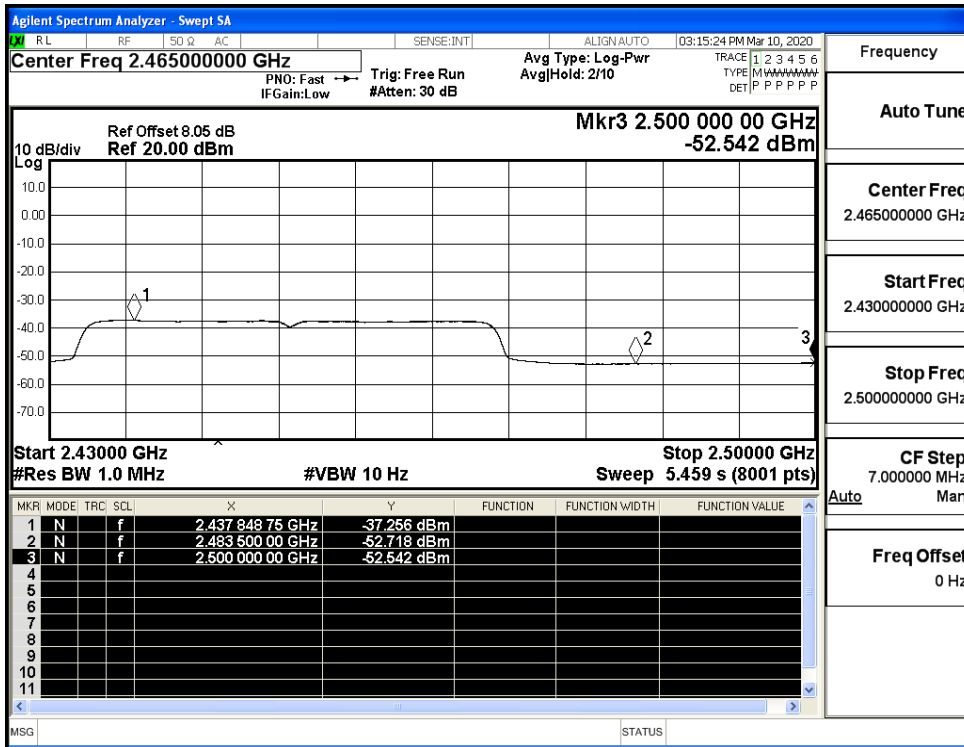 Agilent Spectrum Analyzer - Swept SA
LXI RL RF 50 Ω AC SENSE:INT ALIGNAUTO 03:15:24 PM Mar 10, 2020
Center Freq 2.465000000 GHz
PNO: Fast
IFGain:Low
Trig: Free Run
#Atten: 30 dB
Avg Type: Log-Pwr
Avg|Hold: 2/10
TRACE 1 2 3 4 5 6
TYPE M W W W W W
DET P P P P P P
Mkr3 2.500 000 00 GHz
-52.542 dBm
Ref Offset 8.05 dB
10 dB/div Ref 20.00 dBm
Log
10.0
0.00
-10.0
-20.0
-30.0
-40.0
-50.0
-60.0
-70.0
1
2
3
Start 2.43000 GHz Stop 2.50000 GHz
#Res BW 1.0 MHz #VBW 10 Hz Sweep 5.459 s (8001 pts)
MKR MODE TRC SCL X Y FUNCTION FUNCTION WIDTH FUNCTION VALUE
1 N f 2.437 848 75 GHz -37.256 dBm
2 N f 2.483 500 00 GHz -52.718 dBm
3 N f 2.500 000 00 GHz -52.542 dBm
4
5
6
7
8
9
10
11
MSG STATUS
Frequency
Auto Tune
Center Freq
2.465000000 GHz
Start Freq
2.430000000 GHz
Stop Freq
2.500000000 GHz
CF Step
7.000000 MHz
Auto Man
Freq Offset
0 Hz